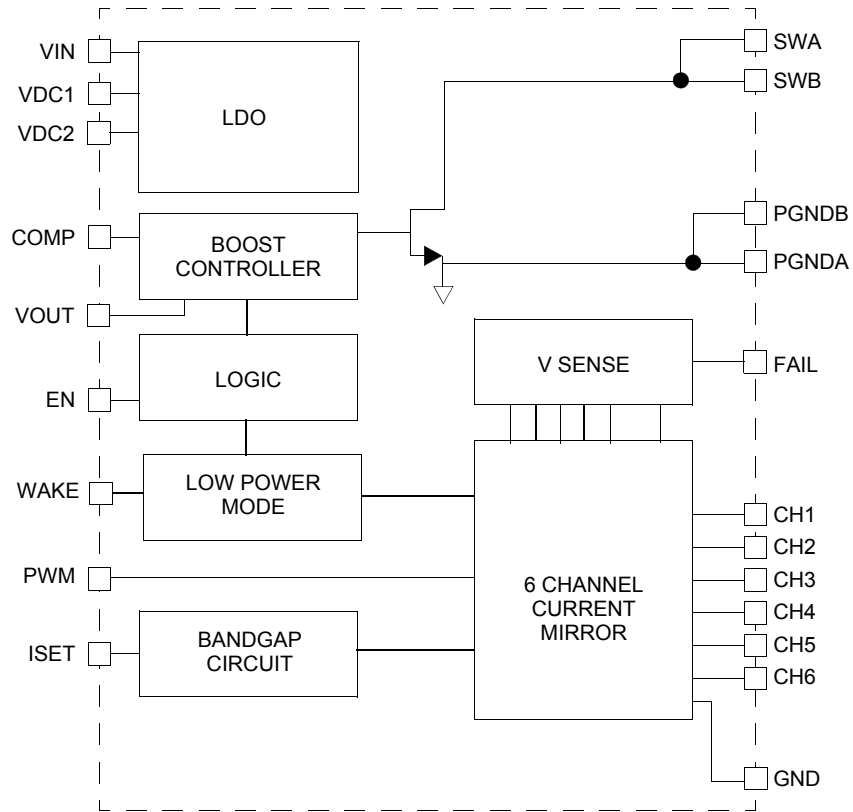 VIN
VDC1
VDC2
LDO
SWA
SWB
COMP
BOOST
CONTROLLER
PGNDB
PGNDA
VOUT
LOGIC
V SENSE
FAIL
EN
WAKE
LOW POWER
MODE
PWM
6 CHANNEL
CURRENT
MIRROR
CH1
CH2
CH3
CH4
CH5
CH6
ISET
BANDGAP
CIRCUIT
GND